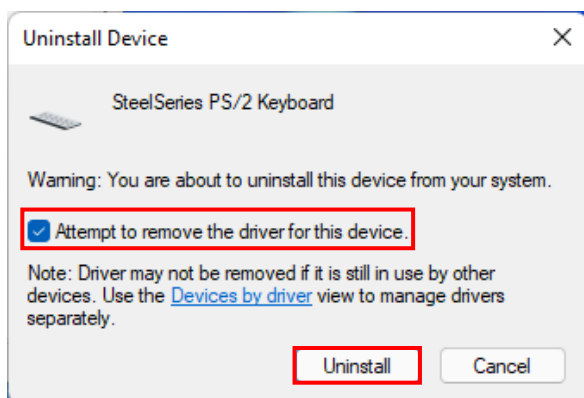 Uninstall Device
SteelSeries PS/2 Keyboard
Warning: You are about to uninstall this device from your system.
Attempt to remove the driver for this device.
Note: Driver may not be removed if it is still in use by other
devices. Use the Devices by driver view to manage drivers
separately.
Uninstall
Cancel